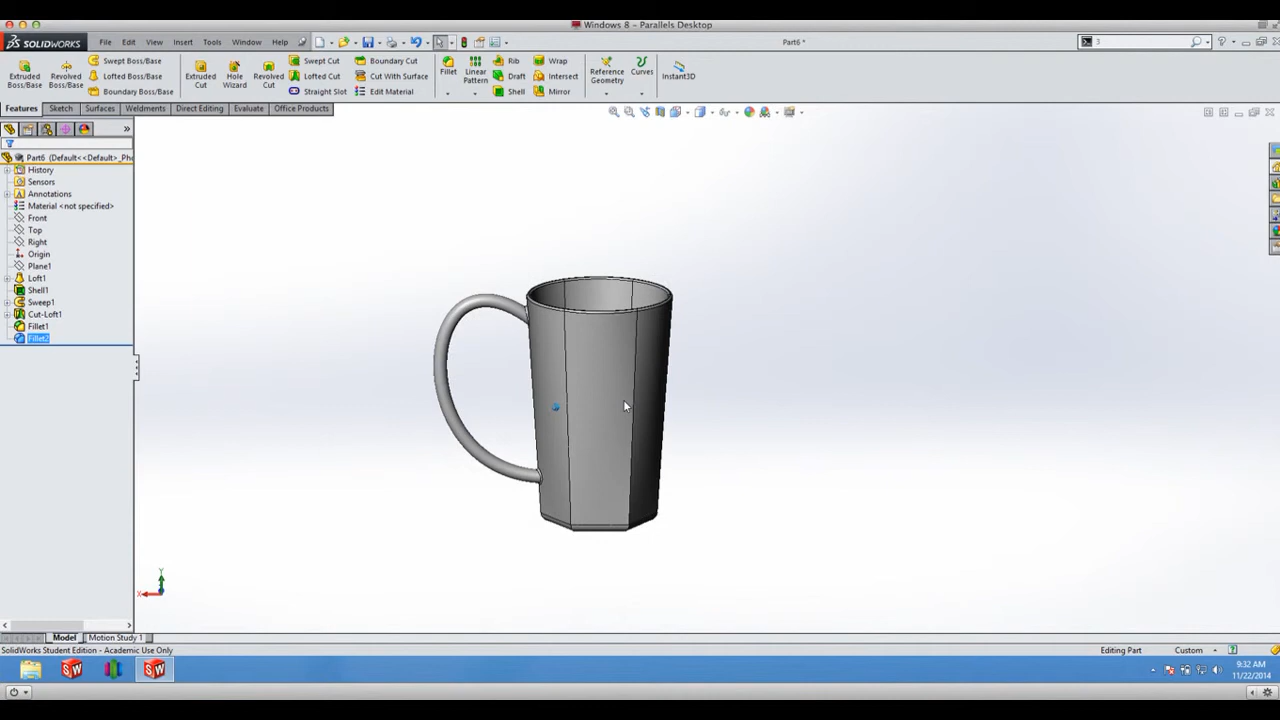 Windows 8 – Parallels Desktop
SOLIDWORKS File Edit View Insert Tools Window Help Part6 * 3
Extruded Boss/Base
Revolved Boss/Base
Swept Boss/Base
Lofted Boss/Base
Boundary Boss/Base
Extruded Cut
Hole Wizard
Revolved Cut
Swept Cut
Lofted Cut
Straight Slot
Boundary Cut
Cut With Surface
Edit Material
Fillet
Linear Pattern
Rib
Draft
Shell
Wrap
Intersect
Mirror
Reference Geometry
Curves
Instant3D
Features Sketch Surfaces Weldments Direct Editing Evaluate Office Products
Part6 (Default<<Default>_Pho
History
Sensors
Annotations
Material <not specified>
Front
Top
Right
Origin
Plane1
Loft1
Shell1
Sweep1
Cut-Loft1
Fillet1
Fillet2
Y
X
Model Motion Study 1
SolidWorks Student Edition - Academic Use Only Editing Part Custom
9:32 AM
11/22/2014